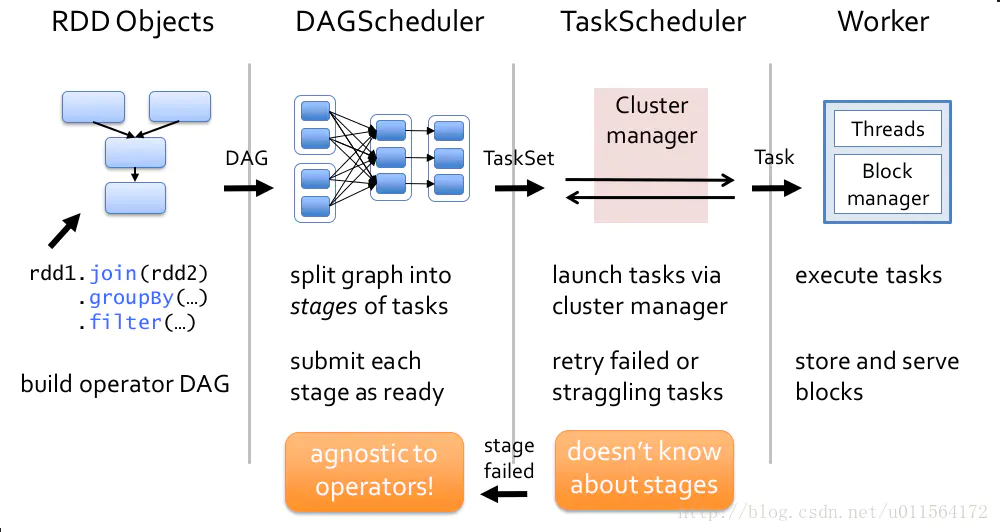 RDD Objects
DAG
rdd1.join(rdd2)
.groupBy(…)
.filter(…)
build operator DAG
DAGScheduler
TaskSet
split graph into
stages of tasks
submit each
stage as ready
agnostic to
operators!
stage
failed
TaskScheduler
Cluster
manager
Task
launch tasks via
cluster manager
retry failed or
straggling tasks
doesn’t know
about stages
Worker
Threads
Block
manager
execute tasks
store and serve
blocks
http://blog.csdn.net/u011564172